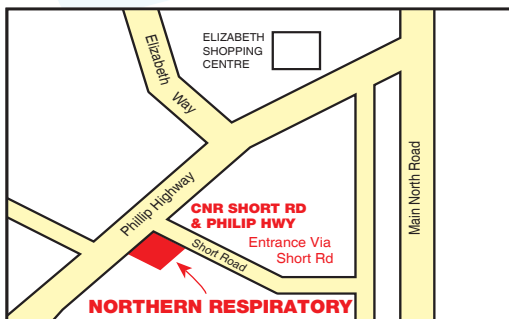 ELIZABETH
SHOPPING
CENTRE
Elizabeth Way
Phillip Highway
Main North Road
CNR SHORT RD
& PHILIP HWY
Entrance Via
Short Rd
Short Road
NORTHERN RESPIRATORY